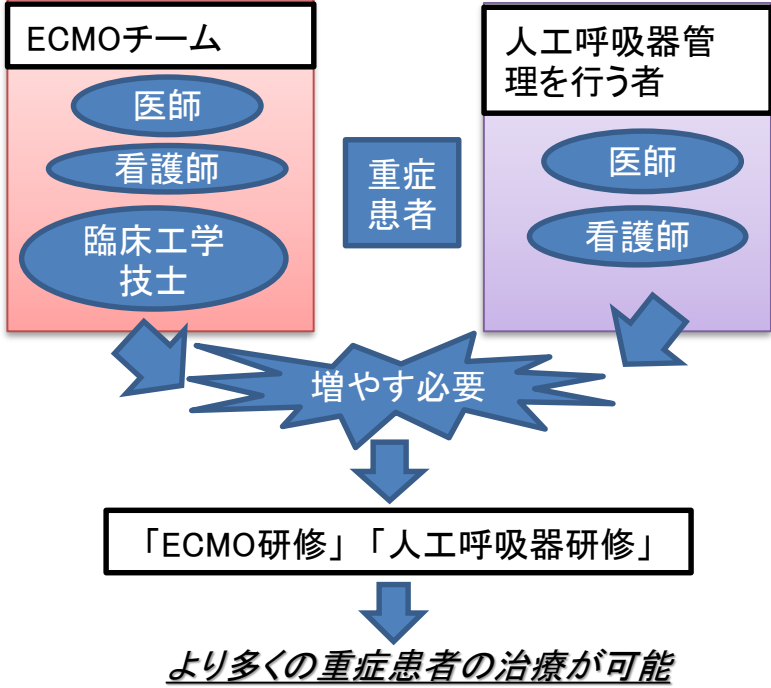 ECMOチーム
医師
看護師
臨床工学
技士
重症
患者
人工呼吸器管
理を行う者
医師
看護師
増やす必要
「ECMO研修」「人工呼吸器研修」
より多くの重症患者の治療が可能